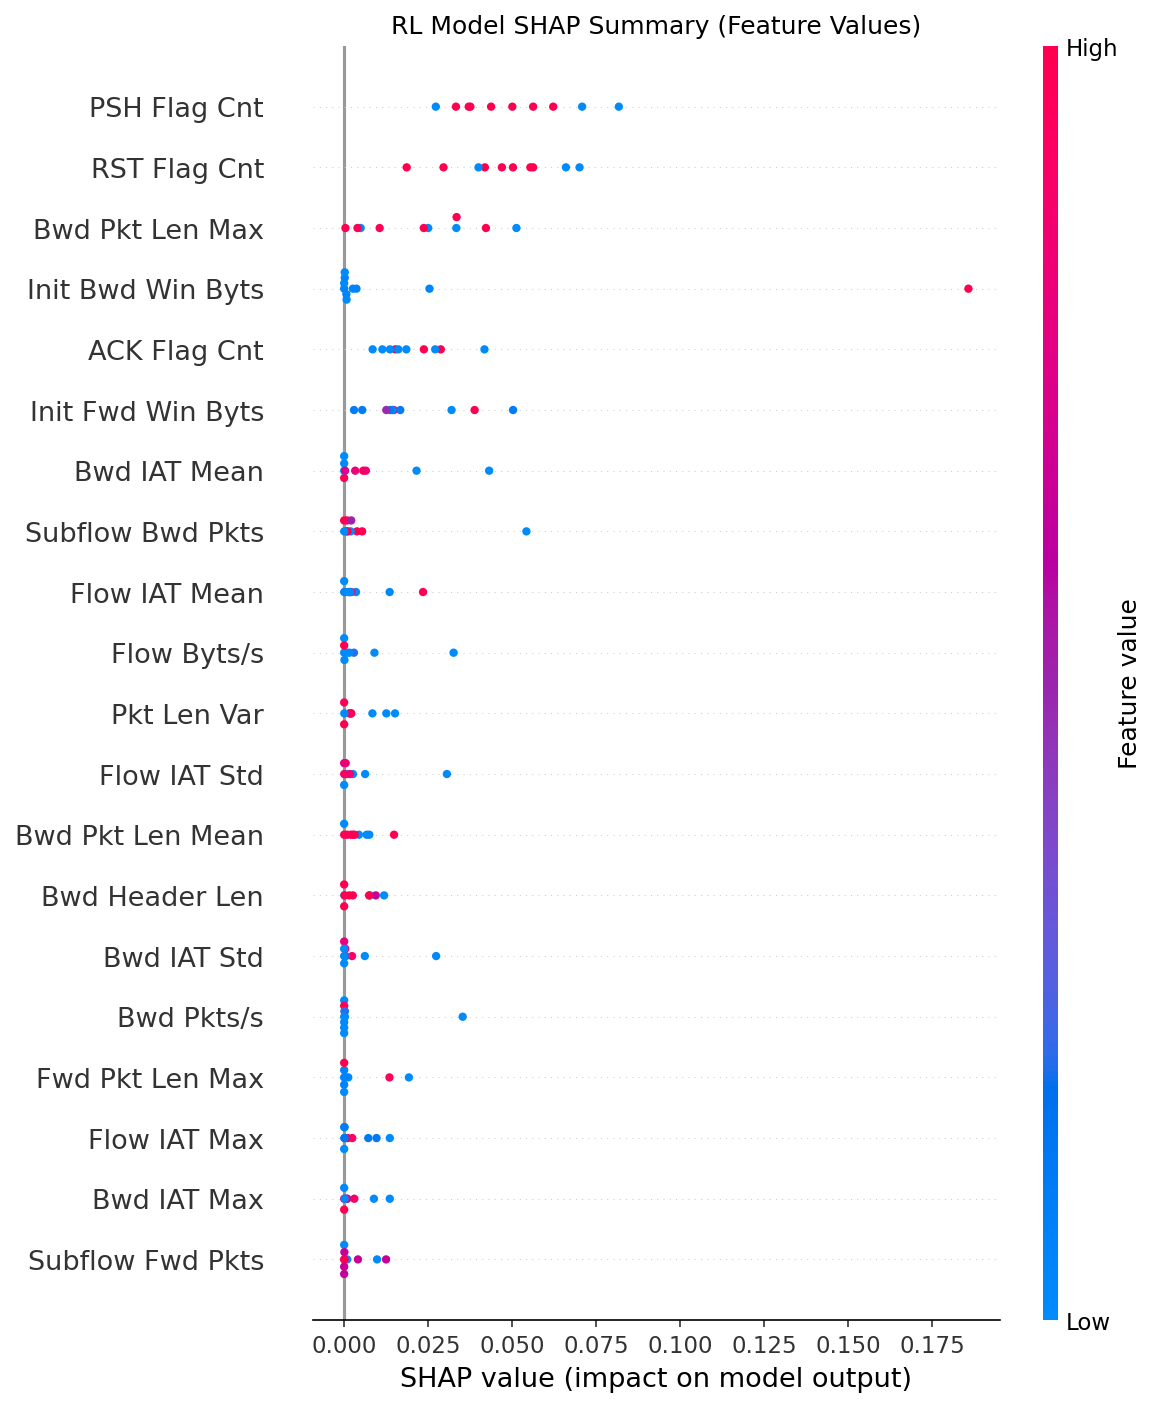 RL Model SHAP Summary (Feature Values)
High
PSH Flag Cnt
RST Flag Cnt
Bwd Pkt Len Max
Init Bwd Win Byts
ACK Flag Cnt
Init Fwd Win Byts
Bwd IAT Mean
Subflow Bwd Pkts
Flow IAT Mean
Flow Byts/s
Pkt Len Var
Flow IAT Std
Bwd Pkt Len Mean
Bwd Header Len
Bwd IAT Std
Bwd Pkts/s
Fwd Pkt Len Max
Flow IAT Max
Bwd IAT Max
Subflow Fwd Pkts
Feature value
Low
0.000 0.025 0.050 0.075 0.100 0.125 0.150 0.175
SHAP value (impact on model output)